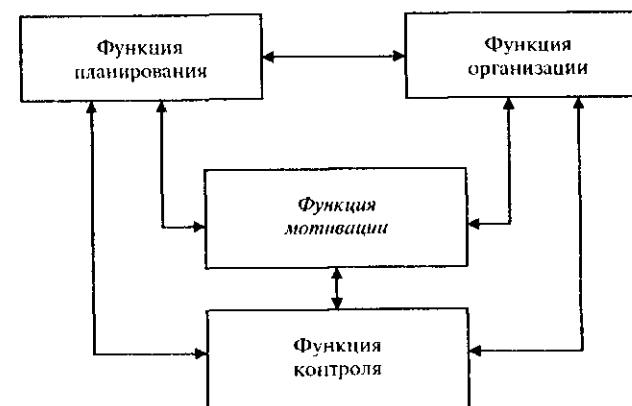 Функция
планирования
Функция
организации
Функция
мотивации
Функция
контроля